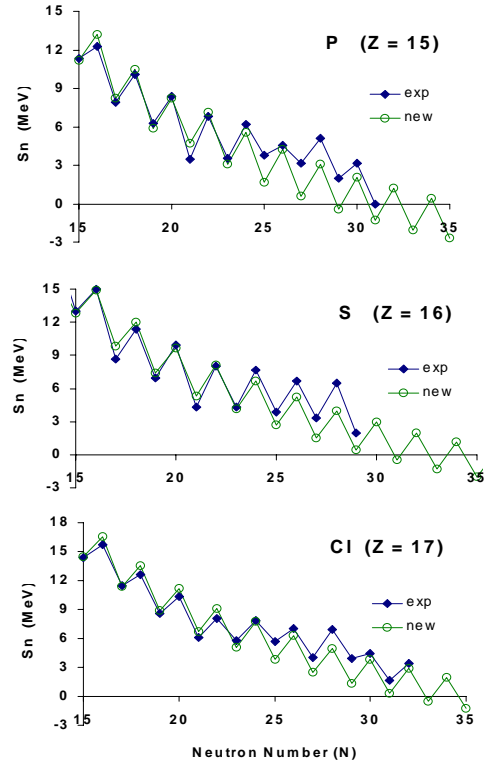 15
P (Z = 15)
12
exp
9
new
6
3
0
15 20 25 30 35
-3
Sn (MeV)
15
S (Z = 16)
12
exp
9
new
6
3
0
15 20 25 30 35
-3
Sn (MeV)
18
15
Cl (Z = 17)
12
exp
9
new
6
3
0
-3
15 20 25 30 35
Sn (MeV)
Neutron Number (N)